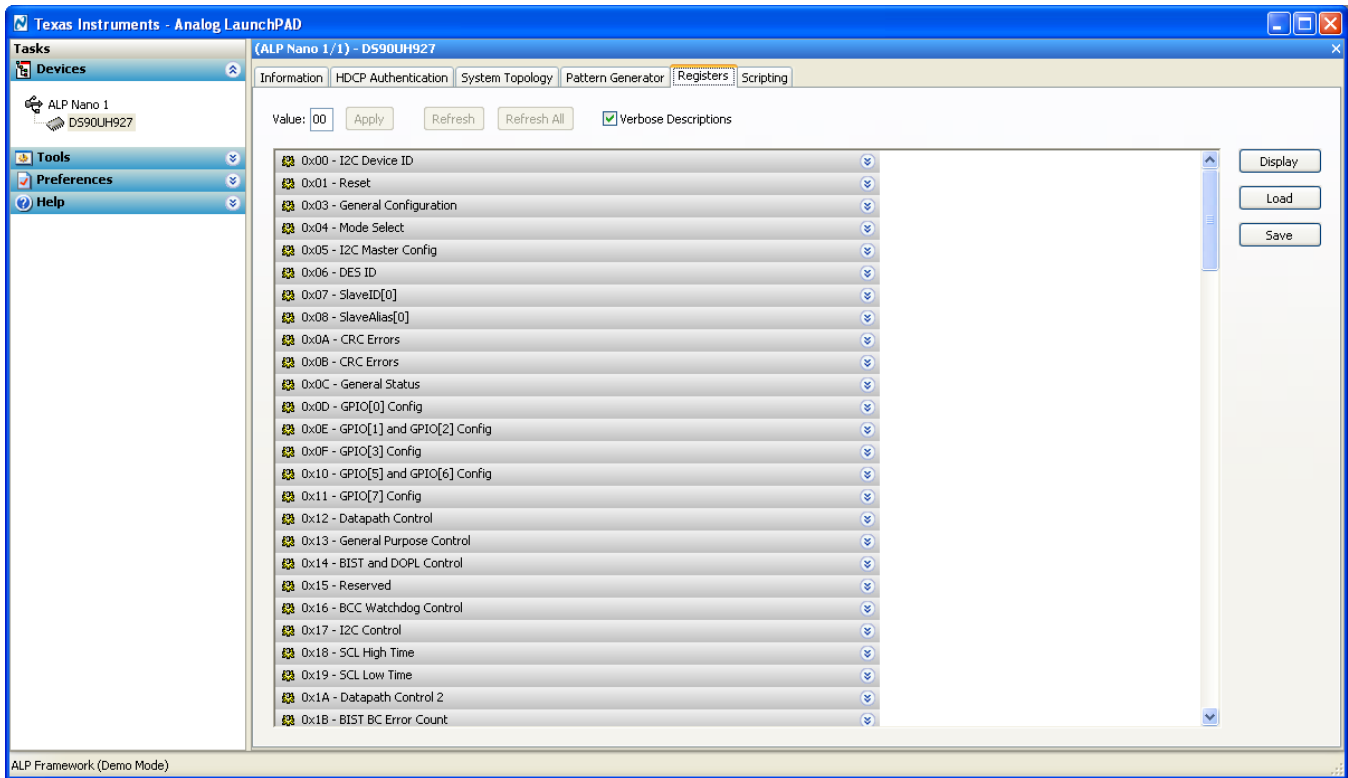 Texas Instruments - Analog LaunchPAD
Tasks
(ALP Nano 1/1) - DS90UH927
Devices
Information HDCP Authentication System Topology Pattern Generator Registers Scripting
ALP Nano 1
DS90UH927
Value: 00 Apply Refresh Refresh All Verbose Descriptions
Tools
Preferences
Help
0x00 - I2C Device ID
0x01 - Reset
0x03 - General Configuration
0x04 - Mode Select
0x05 - I2C Master Config
0x06 - DES ID
0x07 - SlaveID[0]
0x08 - SlaveAlias[0]
0x0A - CRC Errors
0x0B - CRC Errors
0x0C - General Status
0x0D - GPIO[0] Config
0x0E - GPIO[1] and GPIO[2] Config
0x0F - GPIO[3] Config
0x10 - GPIO[5] and GPIO[6] Config
0x11 - GPIO[7] Config
0x12 - Datapath Control
0x13 - General Purpose Control
0x14 - BIST and DOPL Control
0x15 - Reserved
0x16 - BCC Watchdog Control
0x17 - I2C Control
0x18 - SCL High Time
0x19 - SCL Low Time
0x1A - Datapath Control 2
0x1B - BIST BC Error Count
Display
Load
Save
ALP Framework (Demo Mode)